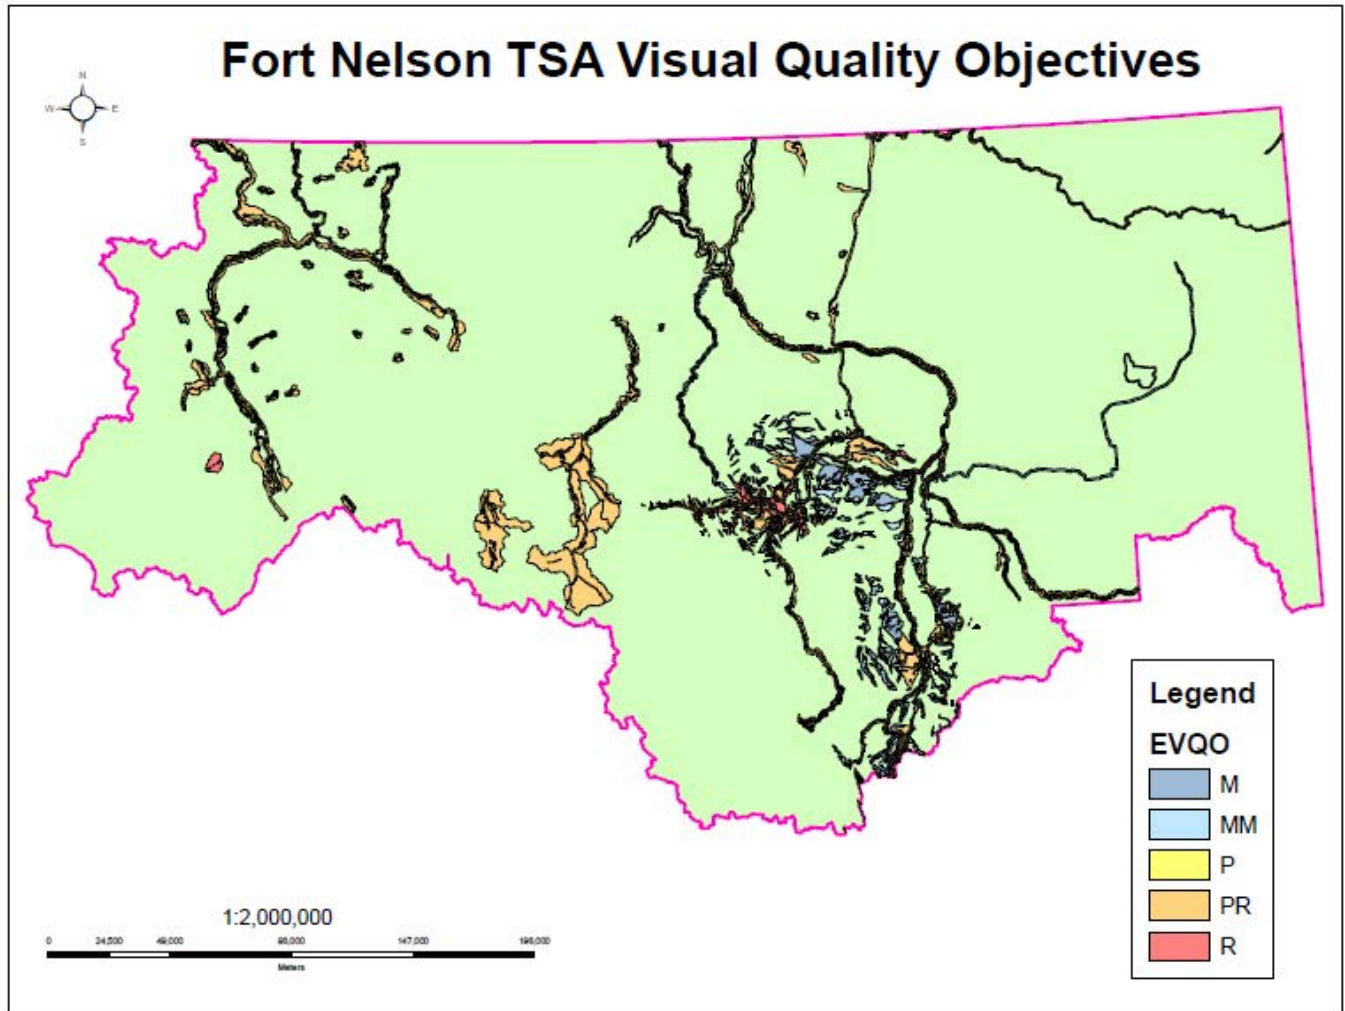 Fort Nelson TSA Visual Quality Objectives
N
W E
S
Legend
EVQO
M
MM
P
PR
R
1:2,000,000
0 24,500 49,000 98,000 147,000 196,000
Meters